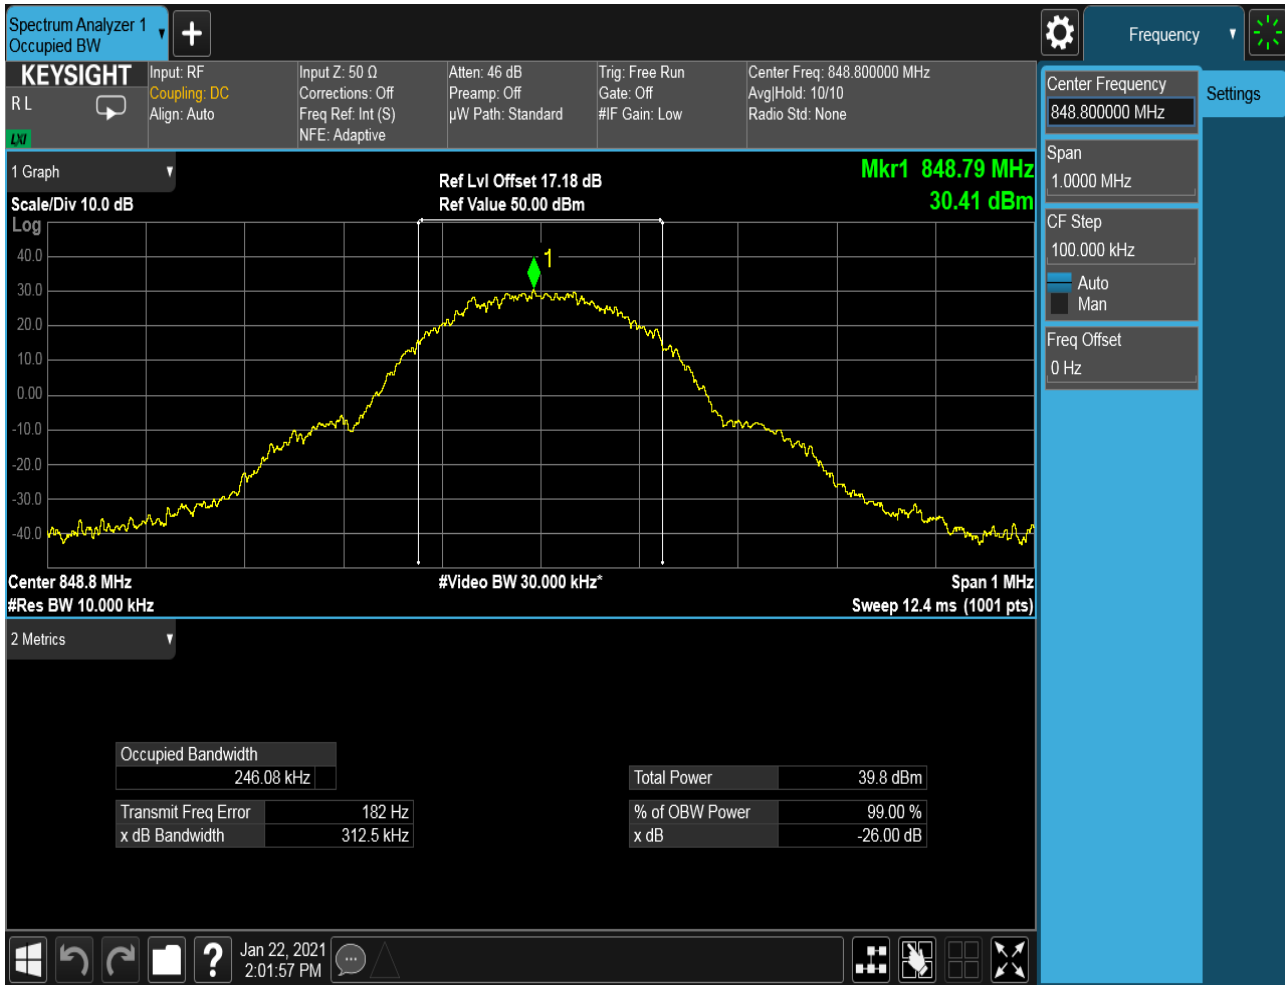 Spectrum Analyzer 1
Occupied BW
Frequency
KEYSIGHT
R L
LXI
Input: RF
Coupling: DC
Align: Auto
Input Z: 50 Ω
Corrections: Off
Freq Ref: Int (S)
NFE: Adaptive
Atten: 46 dB
Preamp: Off
µW Path: Standard
Trig: Free Run
Gate: Off
#IF Gain: Low
Center Freq: 848.800000 MHz
Avg|Hold: 10/10
Radio Std: None
Center Frequency
848.800000 MHz
Settings
Span
1.0000 MHz
CF Step
100.000 kHz
Auto
Man
Freq Offset
0 Hz
1 Graph
Scale/Div 10.0 dB
Ref Lvl Offset 17.18 dB
Ref Value 50.00 dBm
Mkr1 848.79 MHz
30.41 dBm
Log
40.0
30.0
20.0
10.0
0.00
-10.0
-20.0
-30.0
-40.0
1
Center 848.8 MHz
#Res BW 10.000 kHz
#Video BW 30.000 kHz*
Span 1 MHz
Sweep 12.4 ms (1001 pts)
2 Metrics
Occupied Bandwidth
246.08 kHz
Transmit Freq Error 182 Hz
x dB Bandwidth 312.5 kHz
Total Power 39.8 dBm
% of OBW Power 99.00 %
x dB -26.00 dB
Jan 22, 2021
2:01:57 PM